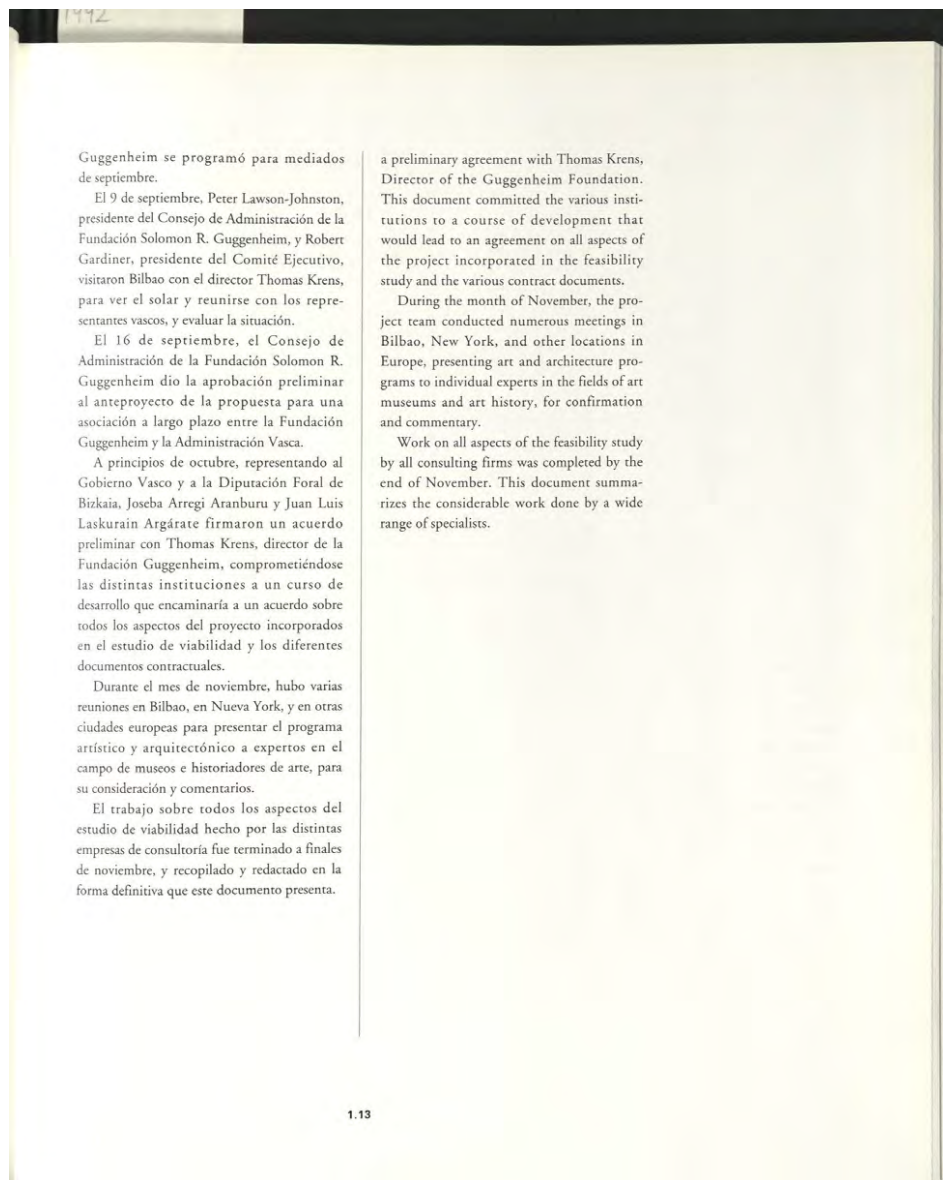 1992
Guggenheim se programó para mediados
de septiembre.
El 9 de septiembre, Peter Lawson-Johnston,
presidente del Consejo de Administración de la
Fundación Solomon R. Guggenheim, y Robert
Gardiner, presidente del Comité Ejecutivo,
visitaron Bilbao con el director Thomas Krens,
para ver el solar y reunirse con los repre-
sentantes vascos, y evaluar la situación.
El 16 de septiembre, el Consejo de
Administración de la Fundación Solomon R.
Guggenheim dio la aprobación preliminar
al anteproyecto de la propuesta para una
asociación a largo plazo entre la Fundación
Guggenheim y la Administración Vasca.
A principios de octubre, representando al
Gobierno Vasco y a la Diputación Foral de
Bizkaia, Joseba Arregi Aranburu y Juan Luis
Laskurain Argárate firmaron un acuerdo
preliminar con Thomas Krens, director de la
Fundación Guggenheim, comprometiéndose
las distintas instituciones a un curso de
desarrollo que encaminaría a un acuerdo sobre
todos los aspectos del proyecto incorporados
en el estudio de viabilidad y los diferentes
documentos contractuales.
Durante el mes de noviembre, hubo varias
reuniones en Bilbao, en Nueva York, y en otras
ciudades europeas para presentar el programa
artístico y arquitectónico a expertos en el
campo de museos e historiadores de arte, para
su consideración y comentarios.
El trabajo sobre todos los aspectos del
estudio de viabilidad hecho por las distintas
empresas de consultoría fue terminado a finales
de noviembre, y recopilado y redactado en la
forma definitiva que este documento presenta.
a preliminary agreement with Thomas Krens,
Director of the Guggenheim Foundation.
This document committed the various insti-
tutions to a course of development that
would lead to an agreement on all aspects of
the project incorporated in the feasibility
study and the various contract documents.
During the month of November, the pro-
ject team conducted numerous meetings in
Bilbao, New York, and other locations in
Europe, presenting art and architecture pro-
grams to individual experts in the fields of art
museums and art history, for confirmation
and commentary.
Work on all aspects of the feasibility study
by all consulting firms was completed by the
end of November. This document summa-
rizes the considerable work done by a wide
range of specialists.
1.13